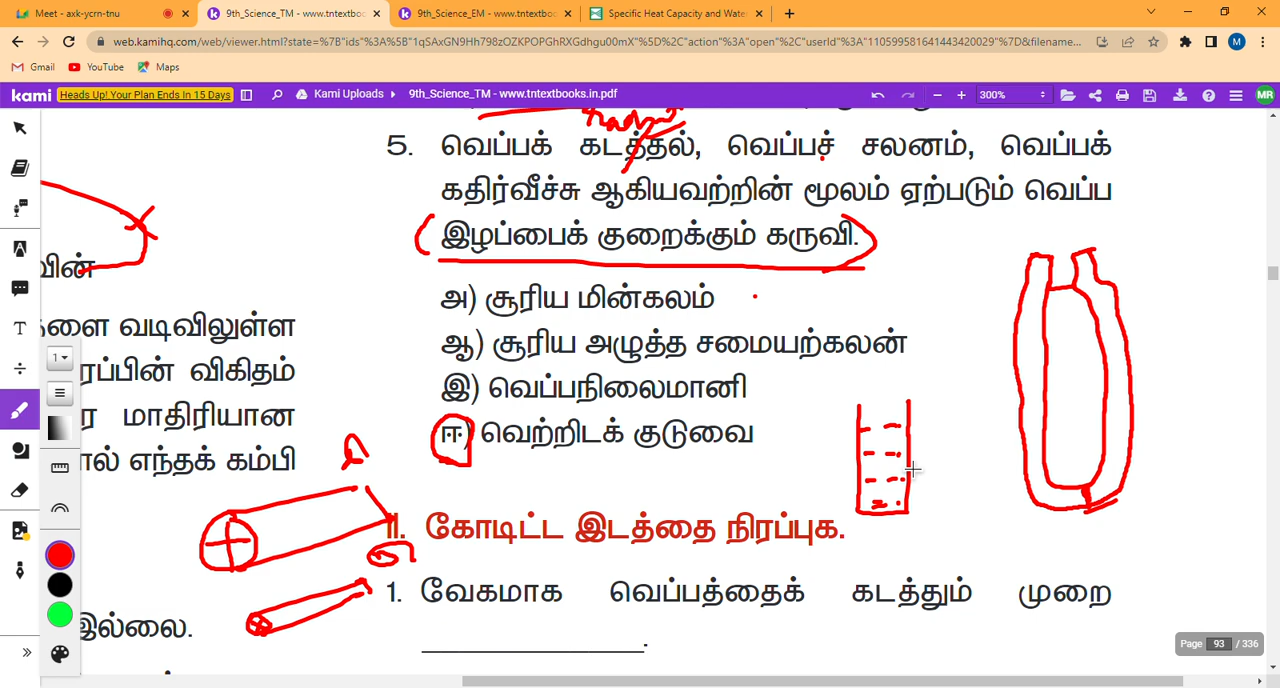 Meet - axk-ycrn-tnu
9th_Science_TM - www.tntextbook
9th_Science_EM - www.tntextboo
Specific Heat Capacity and Wate
web.kamihq.com/web/viewer.html?state=%7B"ids"%3A%5B"1qSAxGN9Hh798zOZKPOPGhRXGdhgu00mX"%5D%2C"action"%3A"open"%2C"userId"%3A"110599581641443420029"%7D&filename...
M
Gmail
YouTube
Maps
kami
Heads Up! Your Plan Ends In 15 Days
Kami Uploads
9th_Science_TM - www.tntextbooks.in.pdf
300%
MR
5. வெப்பக் கடத்தல், வெப்பச் சலனம், வெப்பக்
கதிர்வீச்சு ஆகியவற்றின் மூலம் ஏற்படும் வெப்ப
இழப்பைக் குறைக்கும் கருவி.
அ) சூரிய மின்கலம்
ஆ) சூரிய அழுத்த சமையற்கலன்
இ) வெப்பநிலைமானி
ஈ) வெற்றிடக் குடுவை
வின்
களை வடிவிலுள்ள
ரப்பின் விகிதம்
ர மாதிரியான
ால் எந்தக் கம்பி
இல்லை.
II. கோடிட்ட இடத்தை நிரப்புக.
1. வேகமாக வெப்பத்தைக் கடத்தும் முறை
.
T
1
Page 93 / 336